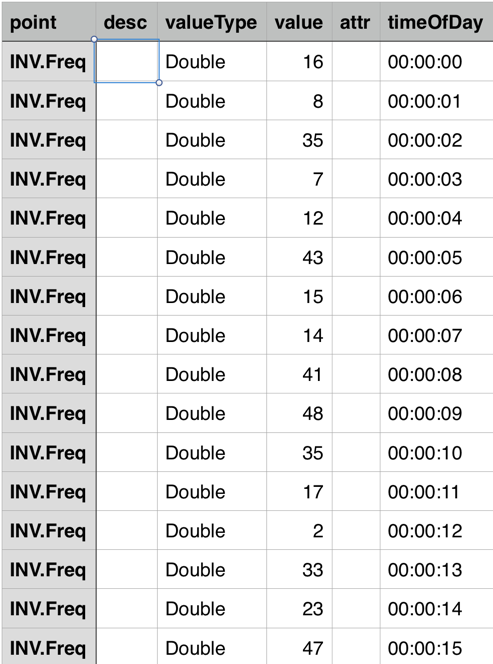 point desc valueType value attr timeOfDay
INV.Freq Double 16 00:00:00
INV.Freq Double 8 00:00:01
INV.Freq Double 35 00:00:02
INV.Freq Double 7 00:00:03
INV.Freq Double 12 00:00:04
INV.Freq Double 43 00:00:05
INV.Freq Double 15 00:00:06
INV.Freq Double 14 00:00:07
INV.Freq Double 41 00:00:08
INV.Freq Double 48 00:00:09
INV.Freq Double 35 00:00:10
INV.Freq Double 17 00:00:11
INV.Freq Double 2 00:00:12
INV.Freq Double 33 00:00:13
INV.Freq Double 23 00:00:14
INV.Freq Double 47 00:00:15